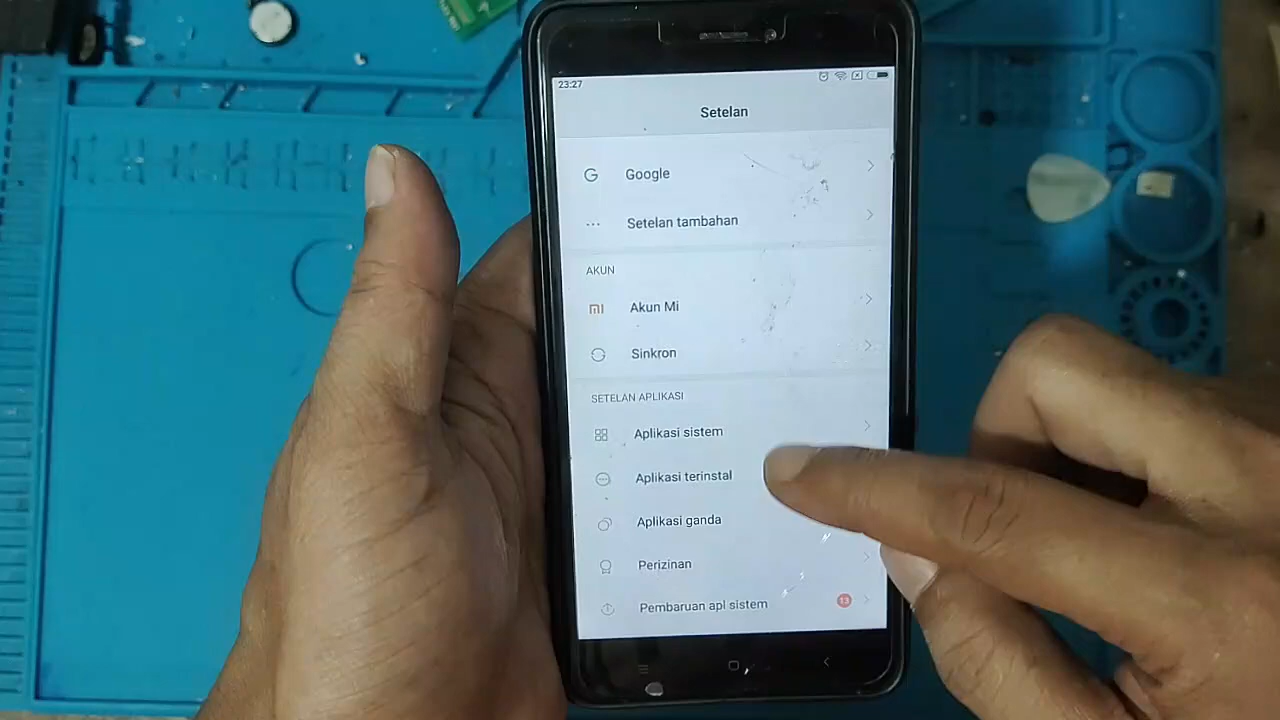 23:27
Setelan
Google
Setelan tambahan
AKUN
Akun Mi
Sinkron
SETELAN APLIKASI
Aplikasi sistem
Aplikasi terinstal
Aplikasi ganda
Perizinan
Pembaruan apl sistem
13